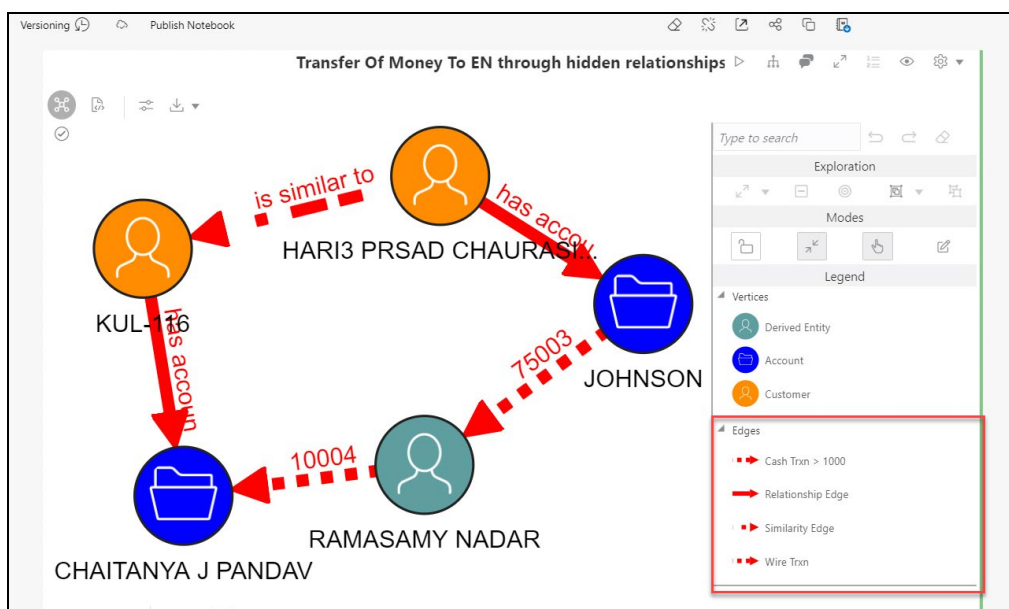 Versioning Publish Notebook
Transfer Of Money To EN through hidden relationships
Type to search
Exploration
Modes
Legend
Vertices
Derived Entity
Account
Customer
Edges
Cash Trxn > 1000
Relationship Edge
Similarity Edge
Wire Trxn
is similar to
has accou
HARI3 PRSAD CHAURASI...
KUL-116
has accoun
75003
JOHNSON
10004
RAMASAMY NADAR
CHAITANYA J PANDAV